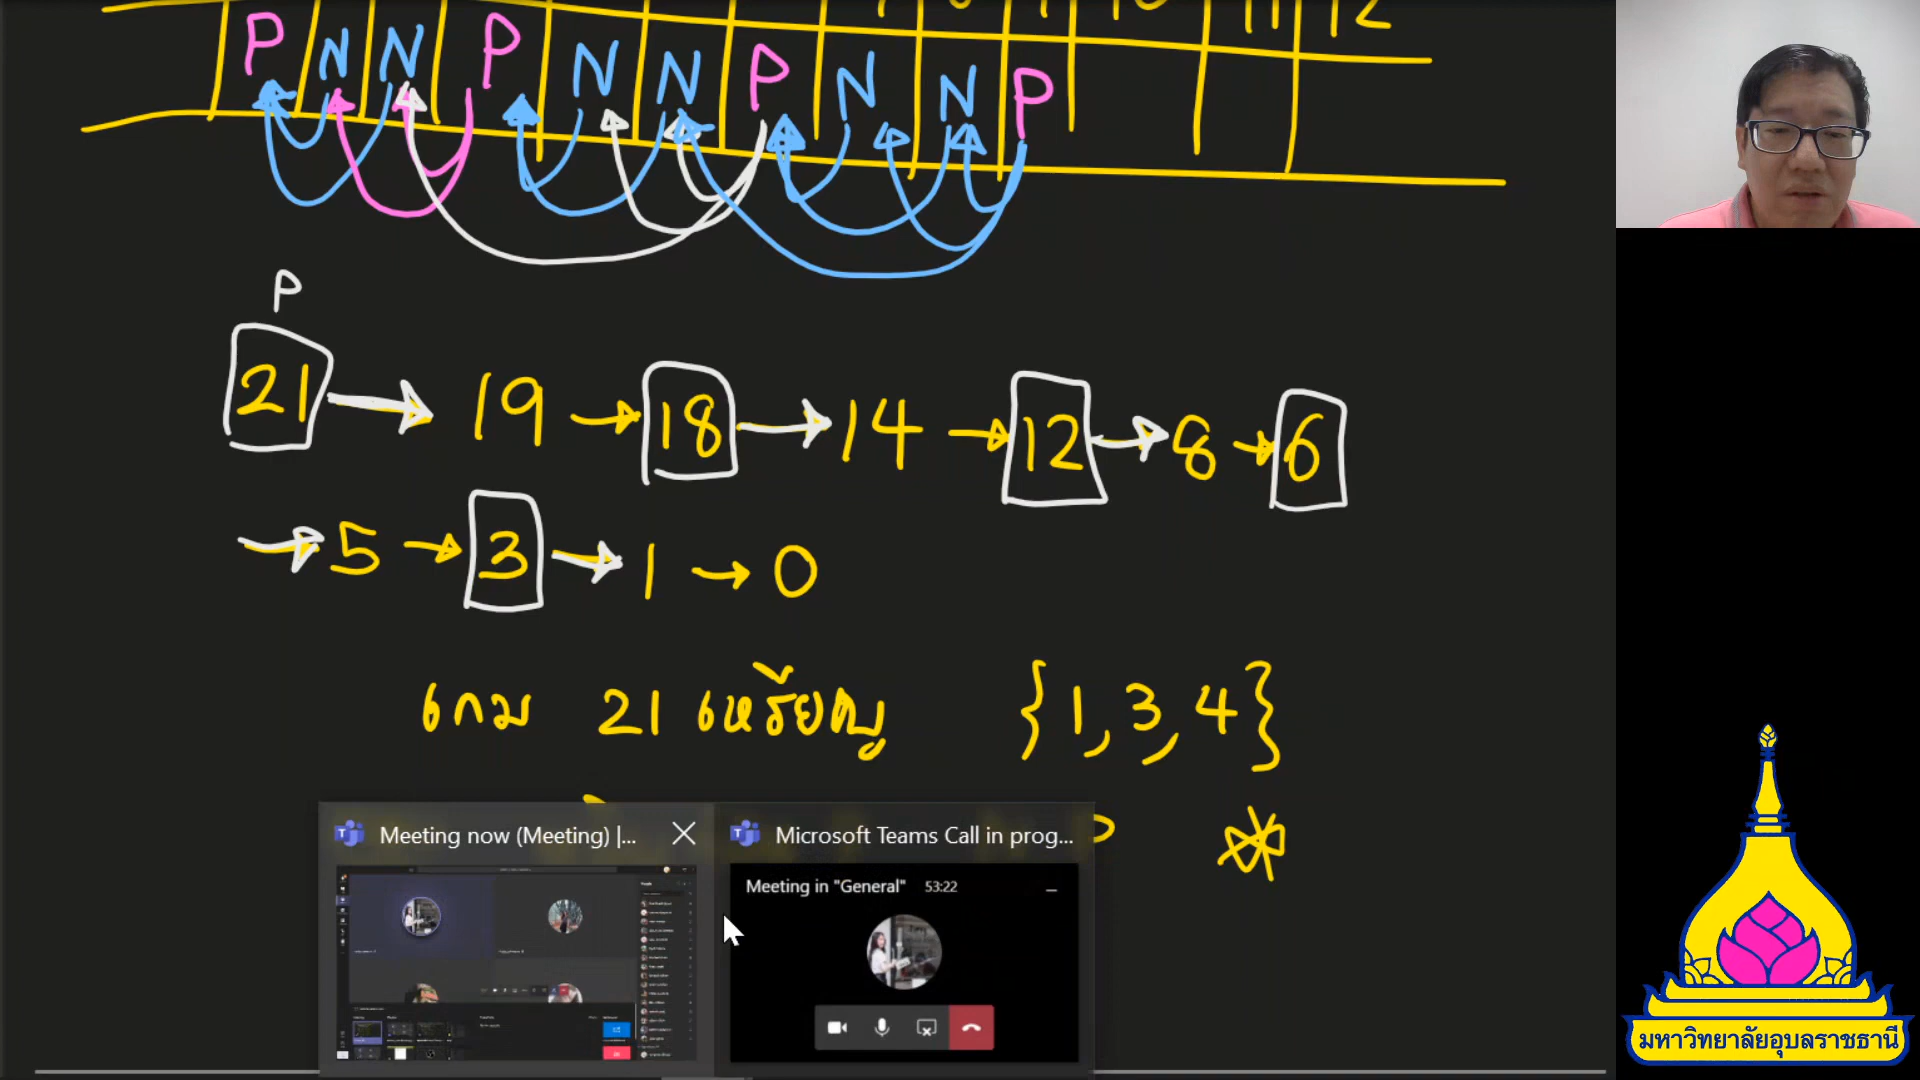 10 11 12
P N N P N N P N N P
P
21 → 19 → 18 → 14 → 12 → 8 → 6
→ 5 → 3 → 1 → 0
เกม 21 เหรียญ {1, 3, 4}
Meeting now (Meeting) |...
Microsoft Teams Call in prog...
Meeting in "General" 53:22
มหาวิทยาลัยอุบลราชธานี